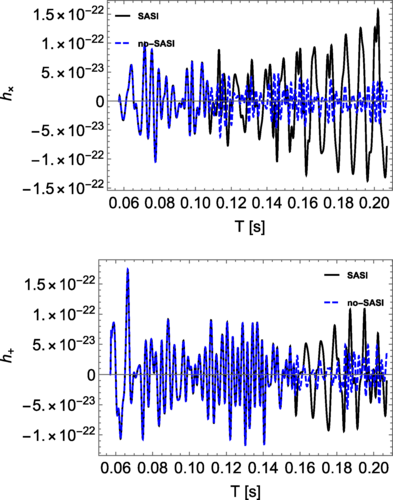 SASI
no-SASI
1.5×10⁻²²
1.×10⁻²²
5.×10⁻²³
0
-5.×10⁻²³
-1.×10⁻²²
-1.5×10⁻²²
h×
0.06 0.08 0.10 0.12 0.14 0.16 0.18 0.20
T [s]
SASI
no-SASI
1.5×10⁻²²
1.×10⁻²²
5.×10⁻²³
0
-5.×10⁻²³
-1.×10⁻²²
h+
0.06 0.08 0.10 0.12 0.14 0.16 0.18 0.20
T [s]